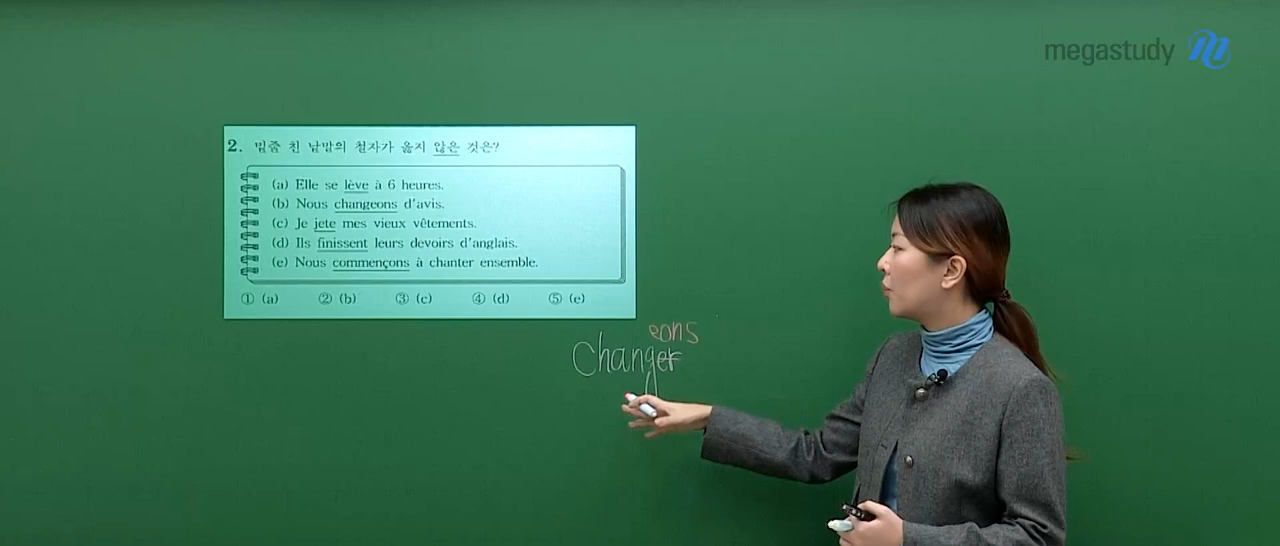 megastudy
2. 밑줄 친 낱말의 철자가 옳지 않은 것은?
(a) Elle se lève à 6 heures.
(b) Nous changeons d'avis.
(c) Je jete mes vieux vêtements.
(d) Ils finissent leurs devoirs d'anglais.
(e) Nous commençons à chanter ensemble.
① (a) ② (b) ③ (c) ④ (d) ⑤ (e)
eons
changer